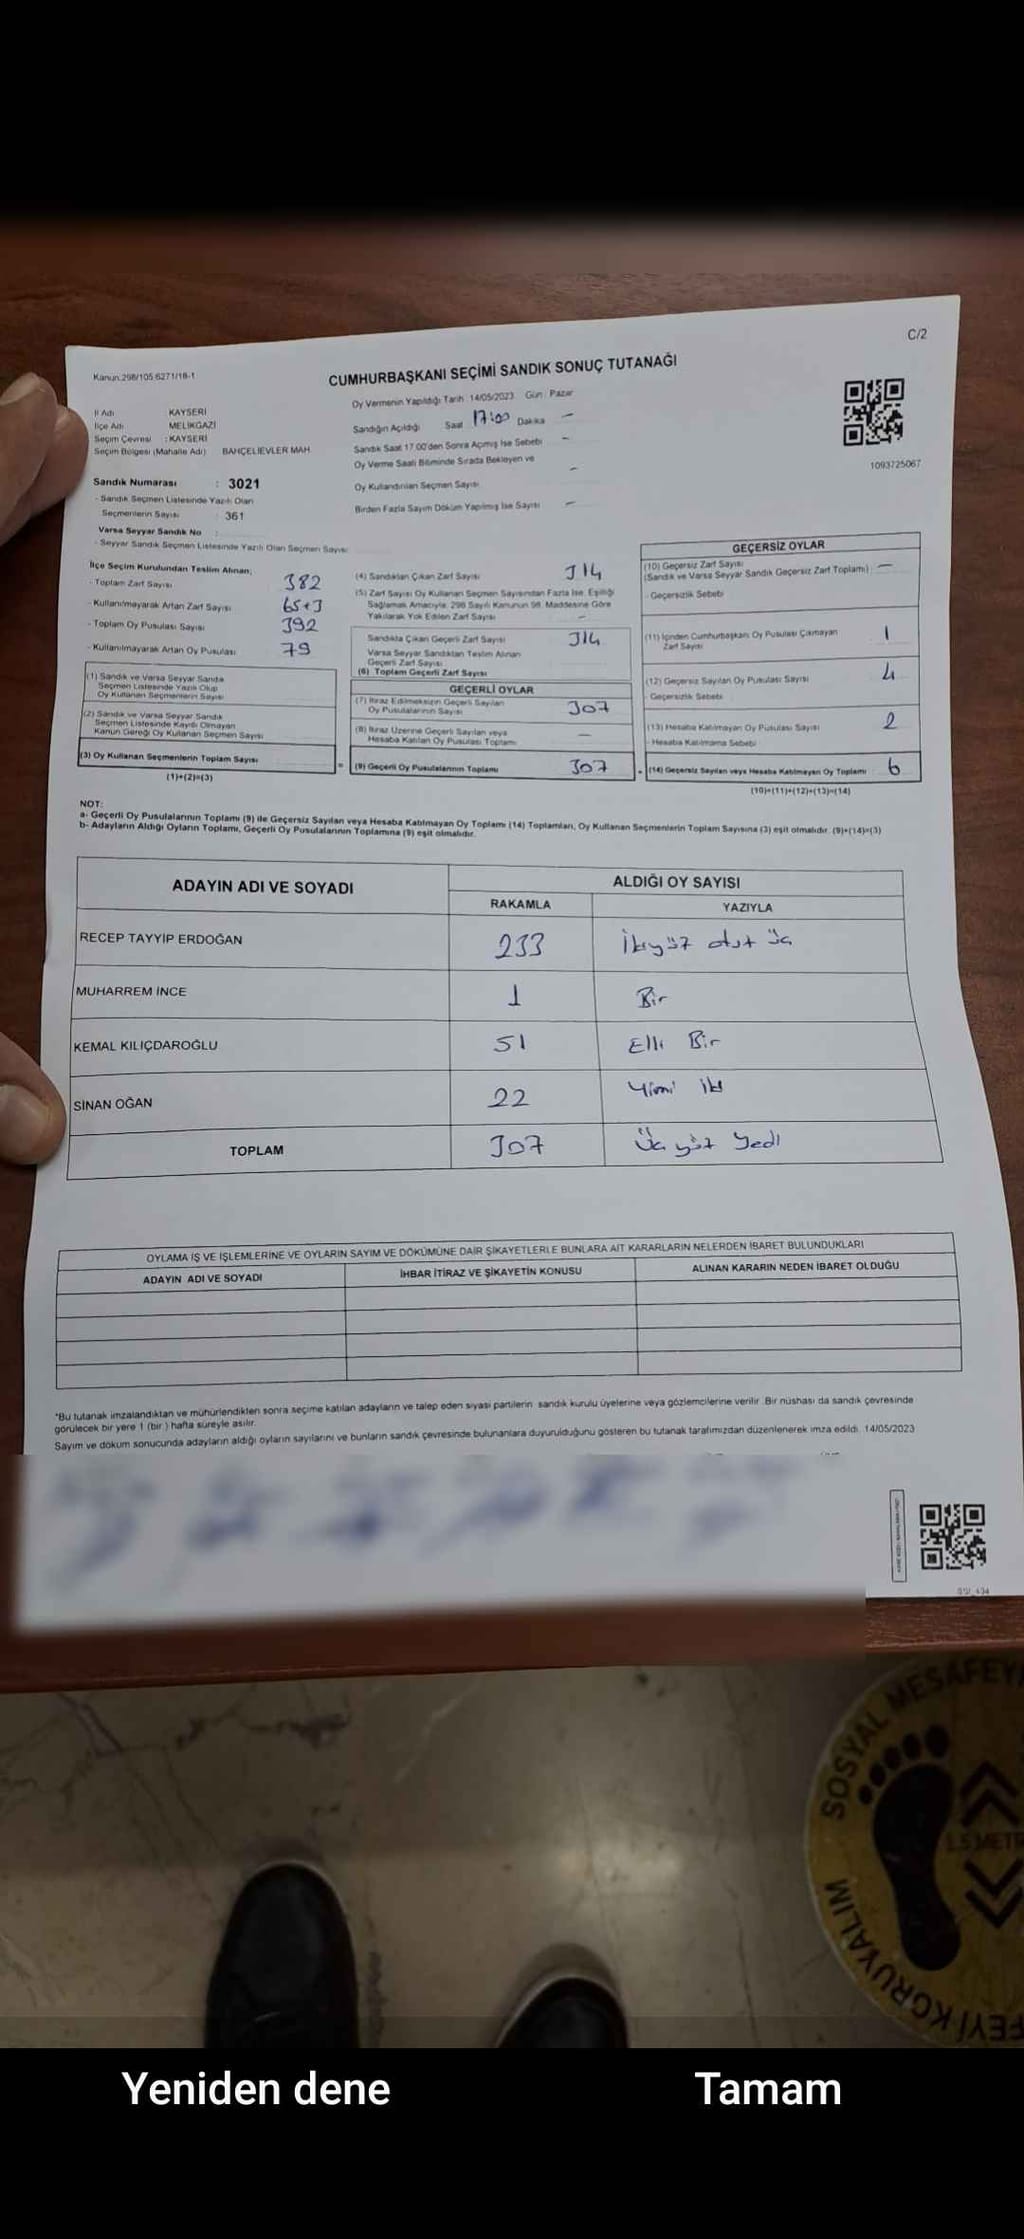 C/2
Kanun:298/105 6271/18-1
CUMHURBAŞKANI SEÇİMİ SANDIK SONUÇ TUTANAĞI
İl Adı KAYSERİ
İlçe Adı MELİKGAZİ
Seçim Çevresi : KAYSERİ
Seçim Bölgesi (Mahalle Adı) BAHÇELİEVLER MAH
Sandık Numarası : 3021
- Sandık Seçmen Listesinde Yazılı Olan
Seçmenlerin Sayısı : 361
Varsa Seyyar Sandık No :
- Seyyar Sandık Seçmen Listesinde Yazılı Olan Seçmen Sayısı
Oy Vermenin Yapıldığı Tarih 14/05/2023 Gün : Pazar
Sandığın Açıldığı Saat 17:00 Dakika —
Sandık Saat 17.00'den Sonra Açmış İse Sebebi —
Oy Verme Saati Bitiminde Sırada Bekleyen ve —
Oy Kullandırılan Seçmen Sayısı
Birden Fazla Sayım Döküm Yapılmış İse Sayısı —
1093725067
İlçe Seçim Kurulundan Teslim Alınan;
- Toplam Zarf Sayısı 382
- Kullanılmayarak Artan Zarf Sayısı 65+3
- Toplam Oy Pusulası Sayısı 392
- Kullanılmayarak Artan Oy Pusulası 79
(1) Sandık ve Varsa Seyyar Sandık
Seçmen Listesinde Yazılı Olup
Oy Kullanan Seçmenlerin Sayısı
(2) Sandık ve Varsa Seyyar Sandık
Seçmen Listesinde Kayıtlı Olmayan
Kanun Gereği Oy Kullanan Seçmen Sayısı
(3) Oy Kullanan Seçmenlerin Toplam Sayısı
(1)+(2)=(3)
(4) Sandıktan Çıkan Zarf Sayısı 314
(5) Zarf Sayısı Oy Kullanan Seçmen Sayısından Fazla İse, Eşitliği
Sağlamak Amacıyla, 298 Sayılı Kanunun 98. Maddesine Göre
Yakılarak Yok Edilen Zarf Sayısı —
Sandıkta Çıkan Geçerli Zarf Sayısı 314
Varsa Seyyar Sandıktan Teslim Alınan
Geçerli Zarf Sayısı
(6) Toplam Geçerli Zarf Sayısı
GEÇERLİ OYLAR
(7) İtiraz Edilmeksizin Geçerli Sayılan
Oy Pusulalarının Sayısı 307
(8) İtiraz Üzerine Geçerli Sayılan veya
Hesaba Katılan Oy Pusulası Toplamı —
= (9) Geçerli Oy Pusulalarının Toplamı 307
GEÇERSİZ OYLAR
(10) Geçersiz Zarf Sayısı
(Sandık ve Varsa Seyyar Sandık Geçersiz Zarf Toplamı) —
- Geçersizlik Sebebi
(11) İçinden Cumhurbaşkanı Oy Pusulası Çıkmayan
Zarf Sayısı 1
(12) Geçersiz Sayılan Oy Pusulası Sayısı 4
- Geçersizlik Sebebi
(13) Hesaba Katılmayan Oy Pusulası Sayısı 2
- Hesaba Katılmama Sebebi
(14) Geçersiz Sayılan veya Hesaba Katılmayan Oy Toplamı 6
(10)+(11)+(12)+(13)=(14)
NOT:
a- Geçerli Oy Pusulalarının Toplamı (9) ile Geçersiz Sayılan veya Hesaba Katılmayan Oy Toplamı (14) Toplamları, Oy Kullanan Seçmenlerin Toplam Sayısına (3) eşit olmalıdır. (9)+(14)=(3)
b- Adayların Aldığı Oyların Toplamı, Geçerli Oy Pusulalarının Toplamına (9) eşit olmalıdır.
ADAYIN ADI VE SOYADI ALDIĞI OY SAYISI
RAKAMLA YAZIYLA
RECEP TAYYİP ERDOĞAN 233 İkiyüz otuz üç
MUHARREM İNCE 1 Bir
KEMAL KILIÇDAROĞLU 51 Elli Bir
SİNAN OĞAN 22 Yirmi iki
TOPLAM 307 Üç yüz Yedi
OYLAMA İŞ VE İŞLEMLERİNE VE OYLARIN SAYIM VE DÖKÜMÜNE DAİR ŞİKAYETLERLE BUNLARA AİT KARARLARIN NELERDEN İBARET BULUNDUKLARI
ADAYIN ADI VE SOYADI İHBAR İTİRAZ VE ŞİKAYETİN KONUSU ALINAN KARARIN NEDEN İBARET OLDUĞU
*Bu tutanak imzalandıktan ve mühürlendikten sonra seçime katılan adayların ve talep eden siyasi partilerin sandık kurulu üyelerine veya gözlemcilerine verilir. Bir nüshası da sandık çevresinde
görülecek bir yere 1 (bir ) hafta süreyle asılır.
Sayım ve döküm sonucunda adayların aldığı oyların sayılarını ve bunların sandık çevresinde bulunanlara duyurulduğunu gösteren bu tutanak tarafımızdan düzenlenerek imza edildi. 14/05/2023
SOSYAL MESAFEYİ
1,5 METR
KORUYALIM
Yeniden dene Tamam